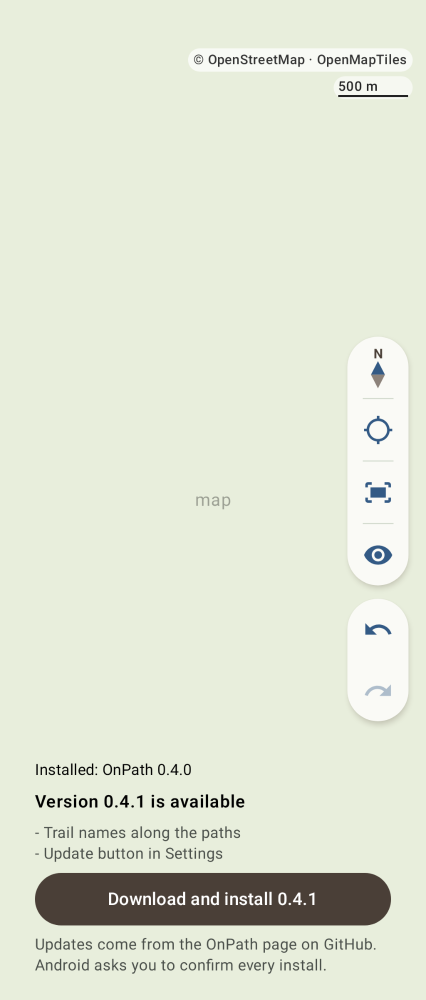 © OpenStreetMap · OpenMapTiles
500 m
N
map
Installed: OnPath 0.4.0
Version 0.4.1 is available
- Trail names along the paths
- Update button in Settings
Download and install 0.4.1
Updates come from the OnPath page on GitHub.
Android asks you to confirm every install.